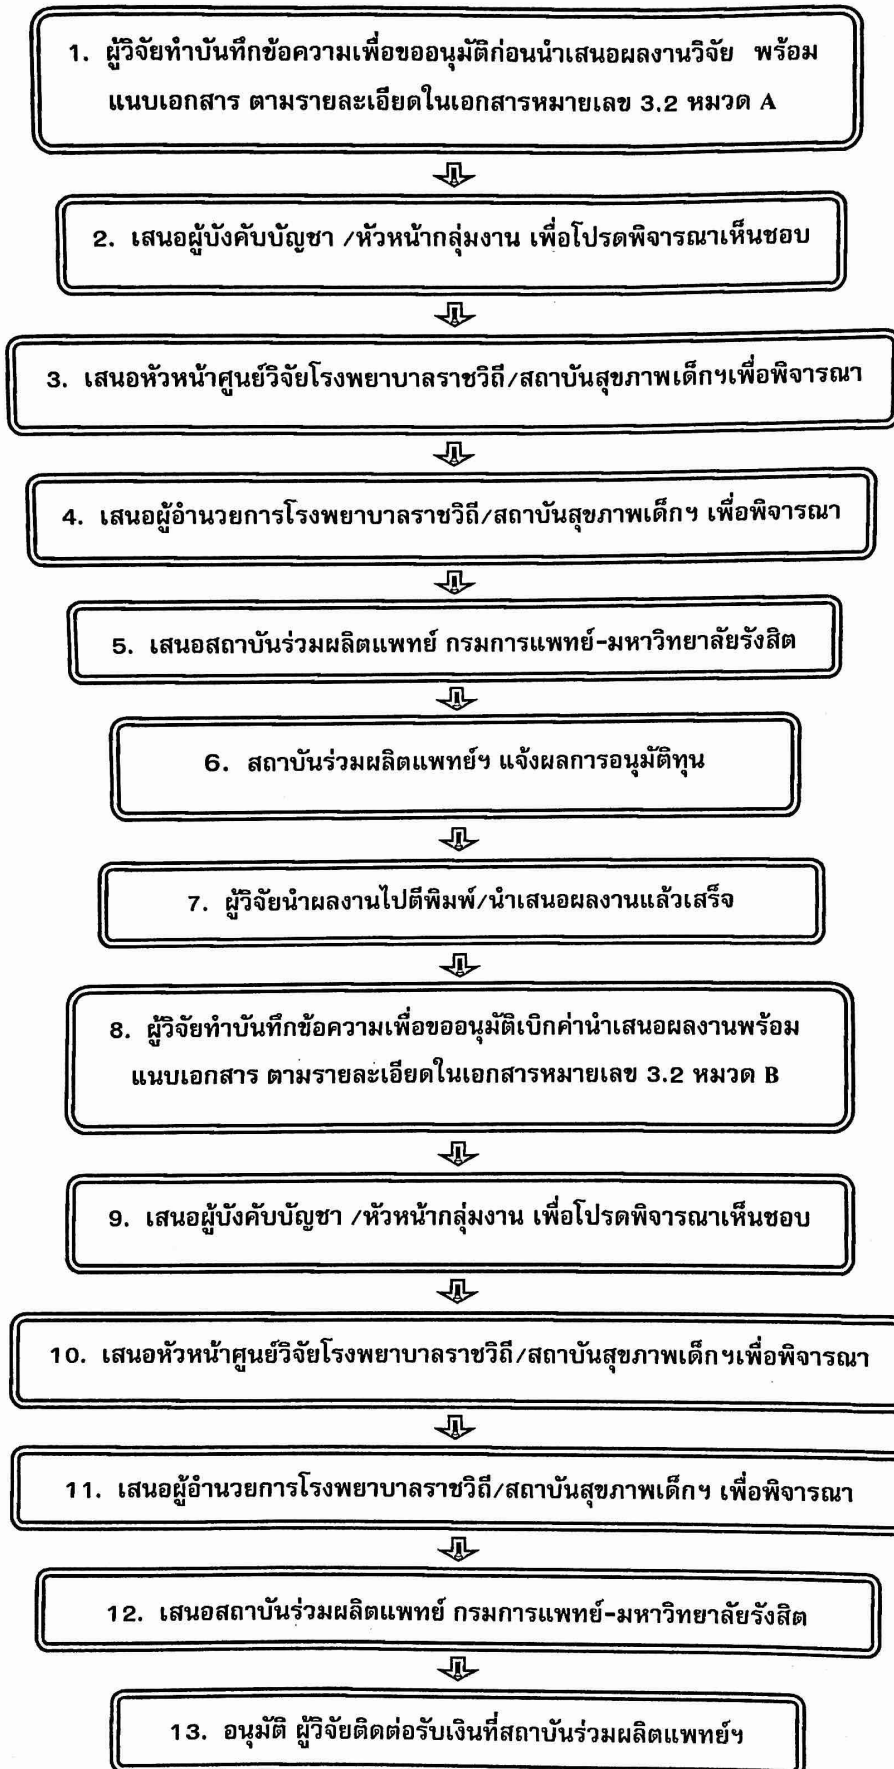 1. ผู้วิจัยทำบันทึกข้อความเพื่อขออนุมัติก่อนนำเสนอผลงานวิจัย พร้อม
แนบเอกสาร ตามรายละเอียดในเอกสารหมายเลข 3.2 หมวด A
2. เสนอผู้บังคับบัญชา /หัวหน้ากลุ่มงาน เพื่อโปรดพิจารณาเห็นชอบ
3. เสนอหัวหน้าศูนย์วิจัยโรงพยาบาลราชวิถี/สถาบันสุขภาพเด็กฯเพื่อพิจารณา
4. เสนอผู้อำนวยการโรงพยาบาลราชวิถี/สถาบันสุขภาพเด็กฯ เพื่อพิจารณา
5. เสนอสถาบันร่วมผลิตแพทย์ กรมการแพทย์-มหาวิทยาลัยรังสิต
6. สถาบันร่วมผลิตแพทย์ฯ แจ้งผลการอนุมัติทุน
7. ผู้วิจัยนำผลงานไปตีพิมพ์/นำเสนอผลงานแล้วเสร็จ
8. ผู้วิจัยทำบันทึกข้อความเพื่อขออนุมัติเบิกค่านำเสนอผลงานพร้อม
แนบเอกสาร ตามรายละเอียดในเอกสารหมายเลข 3.2 หมวด B
9. เสนอผู้บังคับบัญชา /หัวหน้ากลุ่มงาน เพื่อโปรดพิจารณาเห็นชอบ
10. เสนอหัวหน้าศูนย์วิจัยโรงพยาบาลราชวิถี/สถาบันสุขภาพเด็กฯเพื่อพิจารณา
11. เสนอผู้อำนวยการโรงพยาบาลราชวิถี/สถาบันสุขภาพเด็กฯ เพื่อพิจารณา
12. เสนอสถาบันร่วมผลิตแพทย์ กรมการแพทย์-มหาวิทยาลัยรังสิต
13. อนุมัติ ผู้วิจัยติดต่อรับเงินที่สถาบันร่วมผลิตแพทย์ฯ